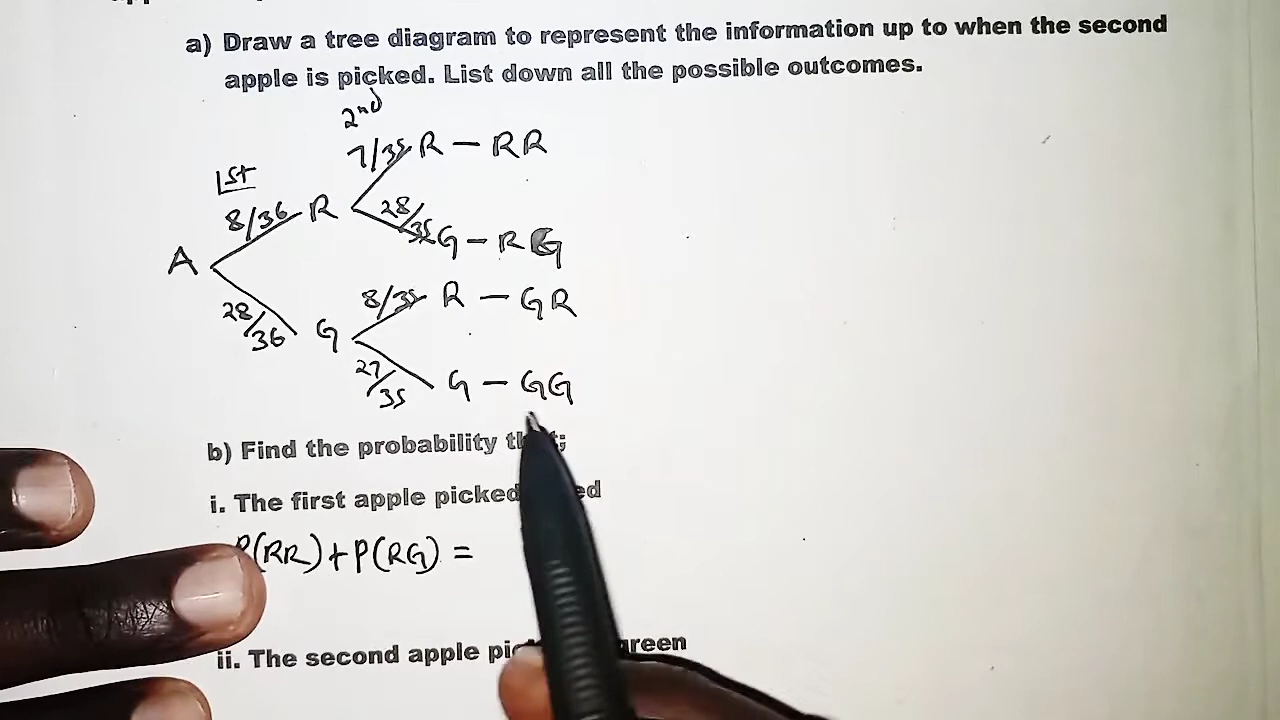 a) Draw a tree diagram to represent the information up to when the second
apple is picked. List down all the possible outcomes.
2nd
1st
7/35 R - RR
8/36 R
28/35 G - RG
A
8/35 R - GR
28/36 G
27/35 G - GG
b) Find the probability
i. The first apple picked
P(RR) + P(RG) =
ii. The second apple green